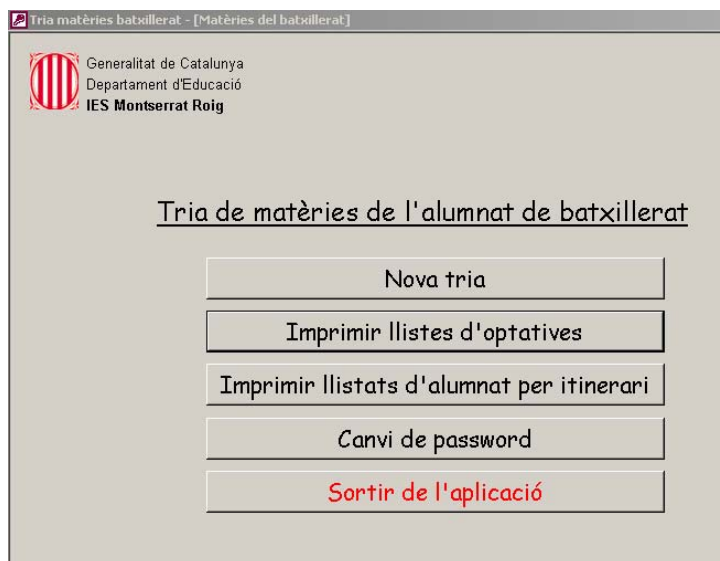 Tria matèries batxillerat - [Matèries del batxillerat]
Generalitat de Catalunya
Departament d'Educació
IES Montserrat Roig
Tria de matèries de l'alumnat de batxillerat
Nova tria
Imprimir llistes d'optatives
Imprimir llistats d'alumnat per itinerari
Canvi de password
Sortir de l'aplicació